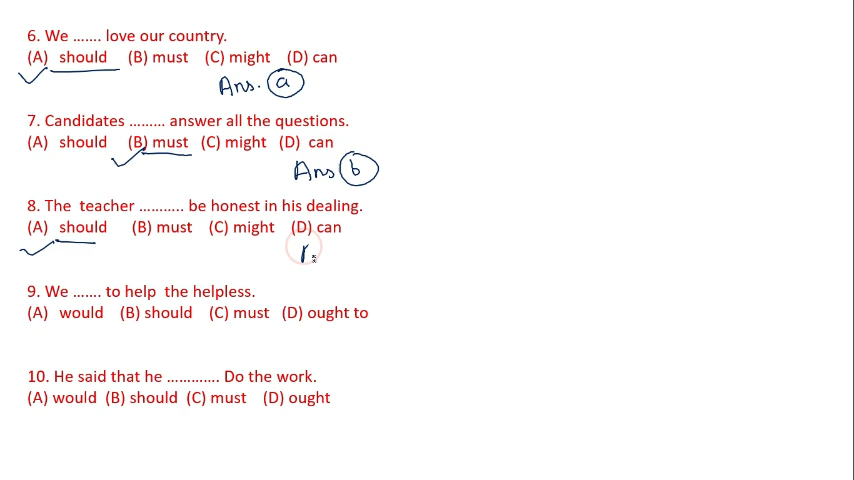 6. We ....... love our country.
(A) should (B) must (C) might (D) can
Ans. a
7. Candidates ......... answer all the questions.
(A) should (B) must (C) might (D) can
Ans b
8. The teacher ........... be honest in his dealing.
(A) should (B) must (C) might (D) can
9. We ....... to help the helpless.
(A) would (B) should (C) must (D) ought to
10. He said that he ............. Do the work.
(A) would (B) should (C) must (D) ought